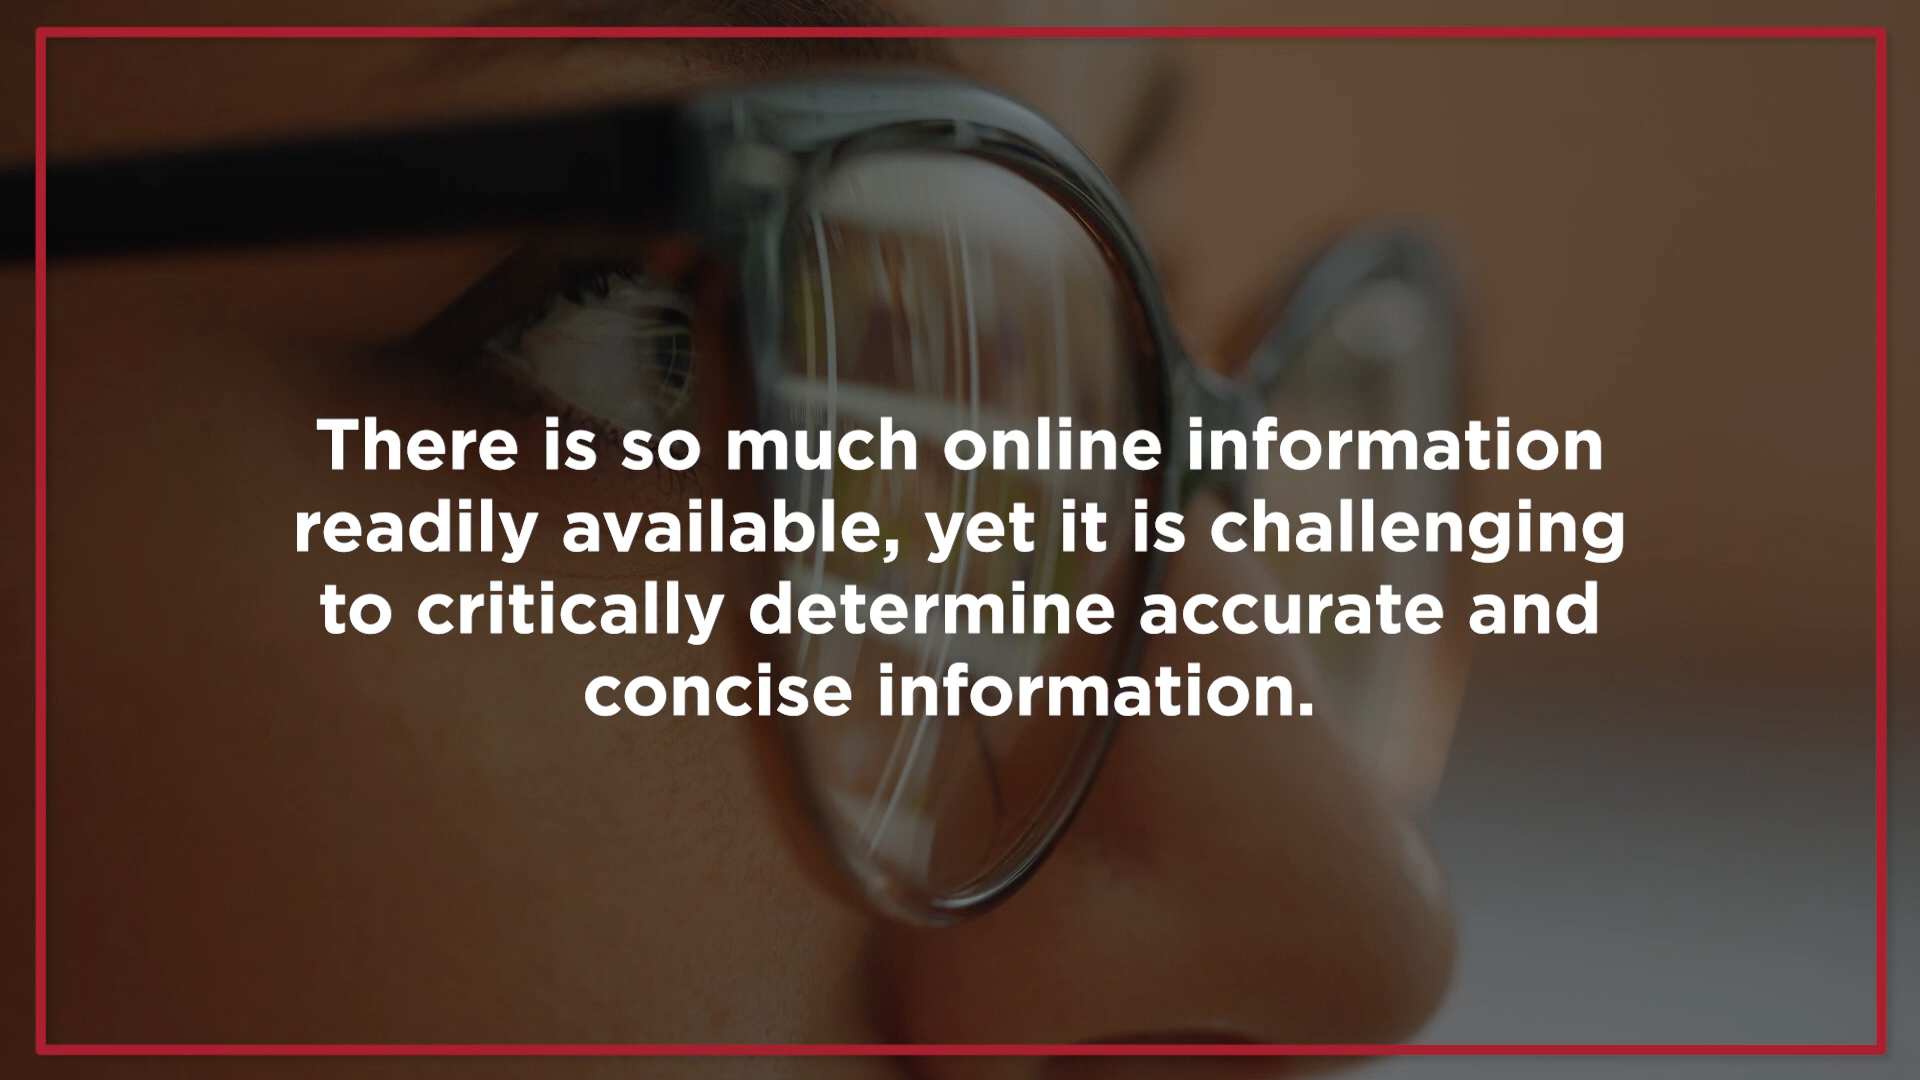 There is so much online information
readily available, yet it is challenging
to critically determine accurate and
concise information.